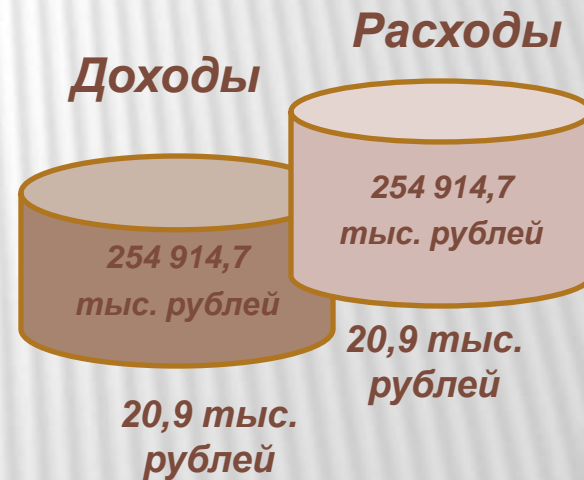 Доходы
254 914,7
тыс. рублей
20,9 тыс.
рублей
Расходы
254 914,7
тыс. рублей
20,9 тыс.
рублей